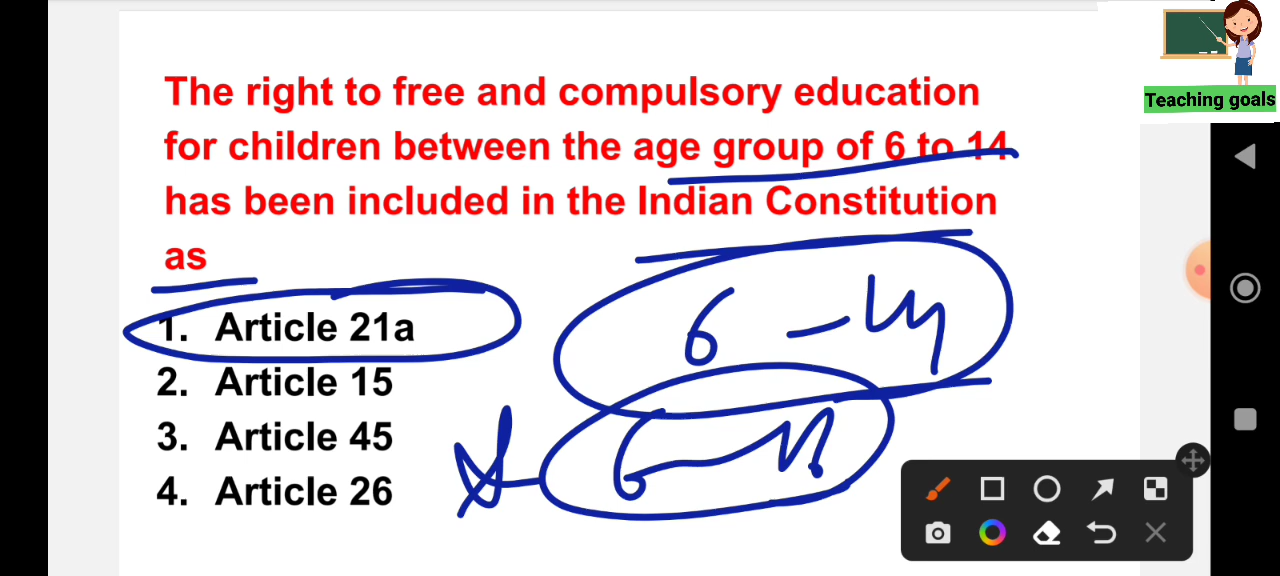 Teaching goals
The right to free and compulsory education
for children between the age group of 6 to 14
has been included in the Indian Constitution
as
1. Article 21a
2. Article 15
3. Article 45
4. Article 26
6 – 14